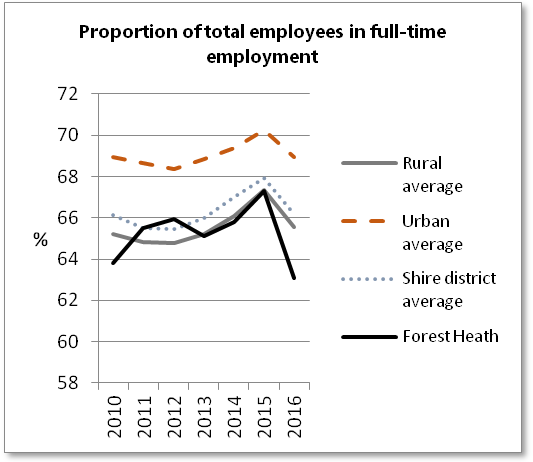 Proportion of total employees in full-time
employment
72
70
68
66
64
62
60
58
%
2010
2011
2012
2013
2014
2015
2016
Rural
average
Urban
average
Shire district
average
Forest Heath